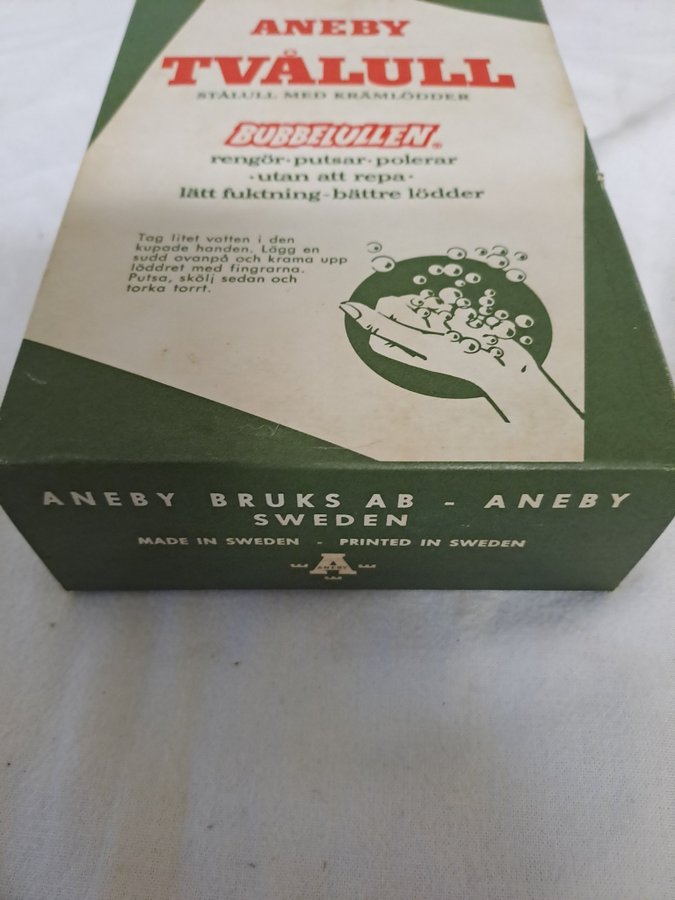 ANEBY
TVÅLULL
STÅLULL MED KRÄMLÖDDER
BUBBELULLEN®
rengör·putsar·polerar
·utan att repa·
lätt fuktning-bättre lödder
Tag litet vatten i den
kupade handen. Lägg en
sudd ovanpå och krama upp
löddret med fingrarna.
Putsa, skölj sedan och
torka torrt.
ANEBY BRUKS AB - ANEBY
SWEDEN
MADE IN SWEDEN - PRINTED IN SWEDEN
A
ANEBY